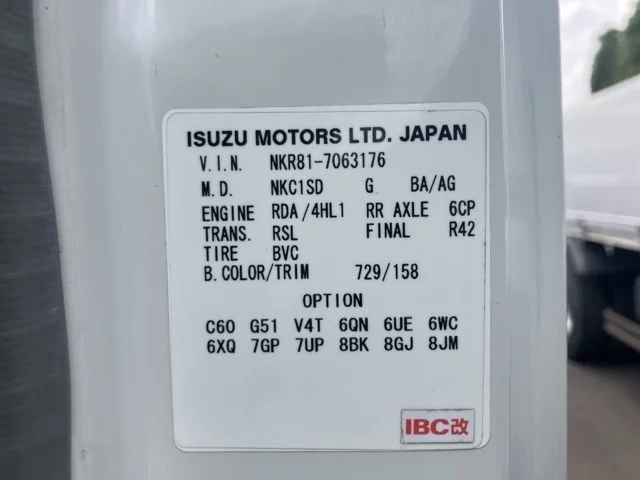 ISUZU MOTORS LTD. JAPAN
V.I.N. NKR81-7063176
M.D. NKC1SD G BA/AG
ENGINE RDA/4HL1 RR AXLE 6CP
TRANS. RSL FINAL R42
TIRE BVC
B.COLOR/TRIM 729/158
OPTION
C60 G51 V4T 6QN 6UE 6WC
6XQ 7GP 7UP 8BK 8GJ 8JM
IBC改